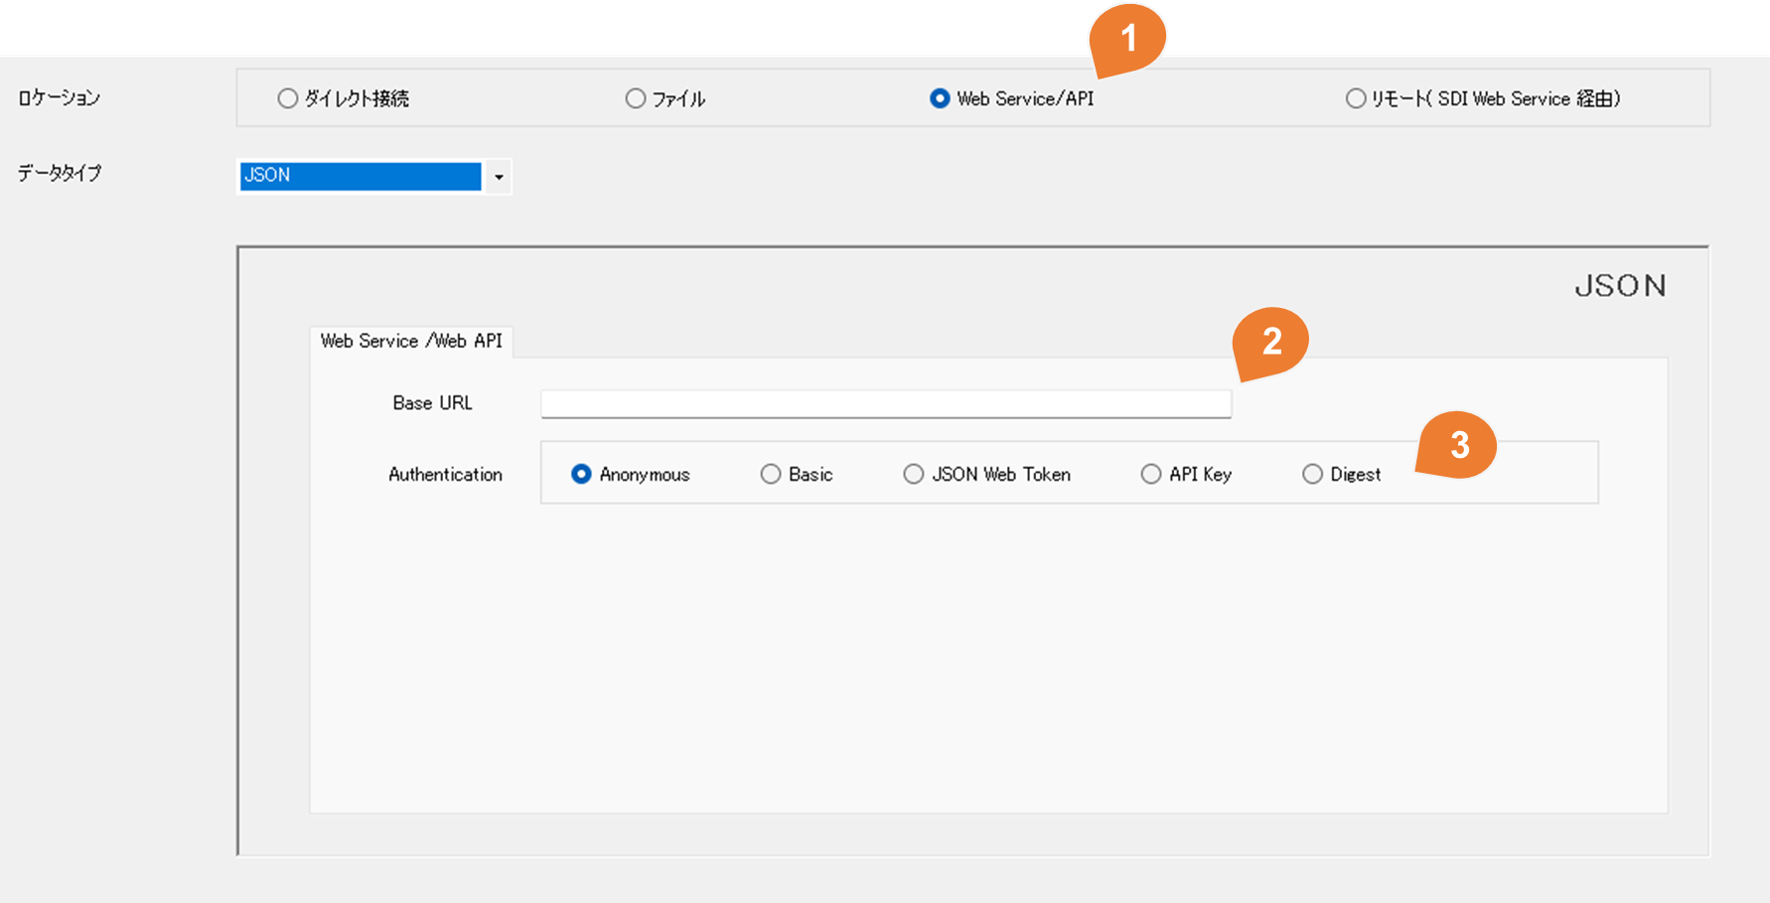 1
ロケーション ダイレクト接続 ファイル Web Service/API リモート( SDI Web Service 経由)
データタイプ JSON
JSON
Web Service /Web API
2
Base URL
3
Authentication Anonymous Basic JSON Web Token API Key Digest